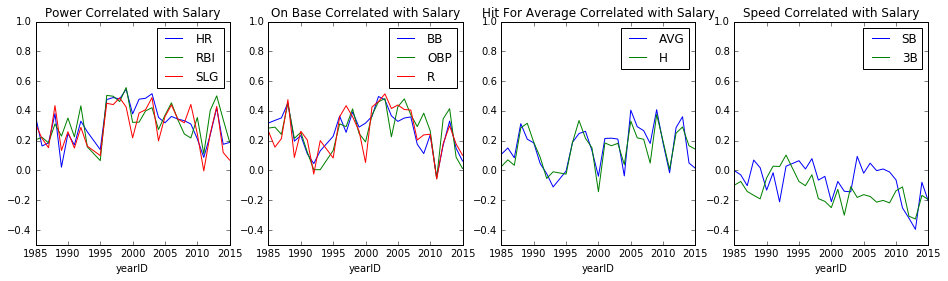 Power Correlated with Salary
1.0
0.8
0.6
0.4
0.2
0.0
−0.2
−0.4
HR
RBI
SLG
1985 1990 1995 2000 2005 2010 2015
yearID
On Base Correlated with Salary
1.0
0.8
0.6
0.4
0.2
0.0
−0.2
−0.4
BB
OBP
R
1985 1990 1995 2000 2005 2010 2015
yearID
Hit For Average Correlated with Salary
1.0
0.8
0.6
0.4
0.2
0.0
−0.2
−0.4
AVG
H
1985 1990 1995 2000 2005 2010 2015
yearID
Speed Correlated with Salary
1.0
0.8
0.6
0.4
0.2
0.0
−0.2
−0.4
SB
3B
1985 1990 1995 2000 2005 2010 2015
yearID